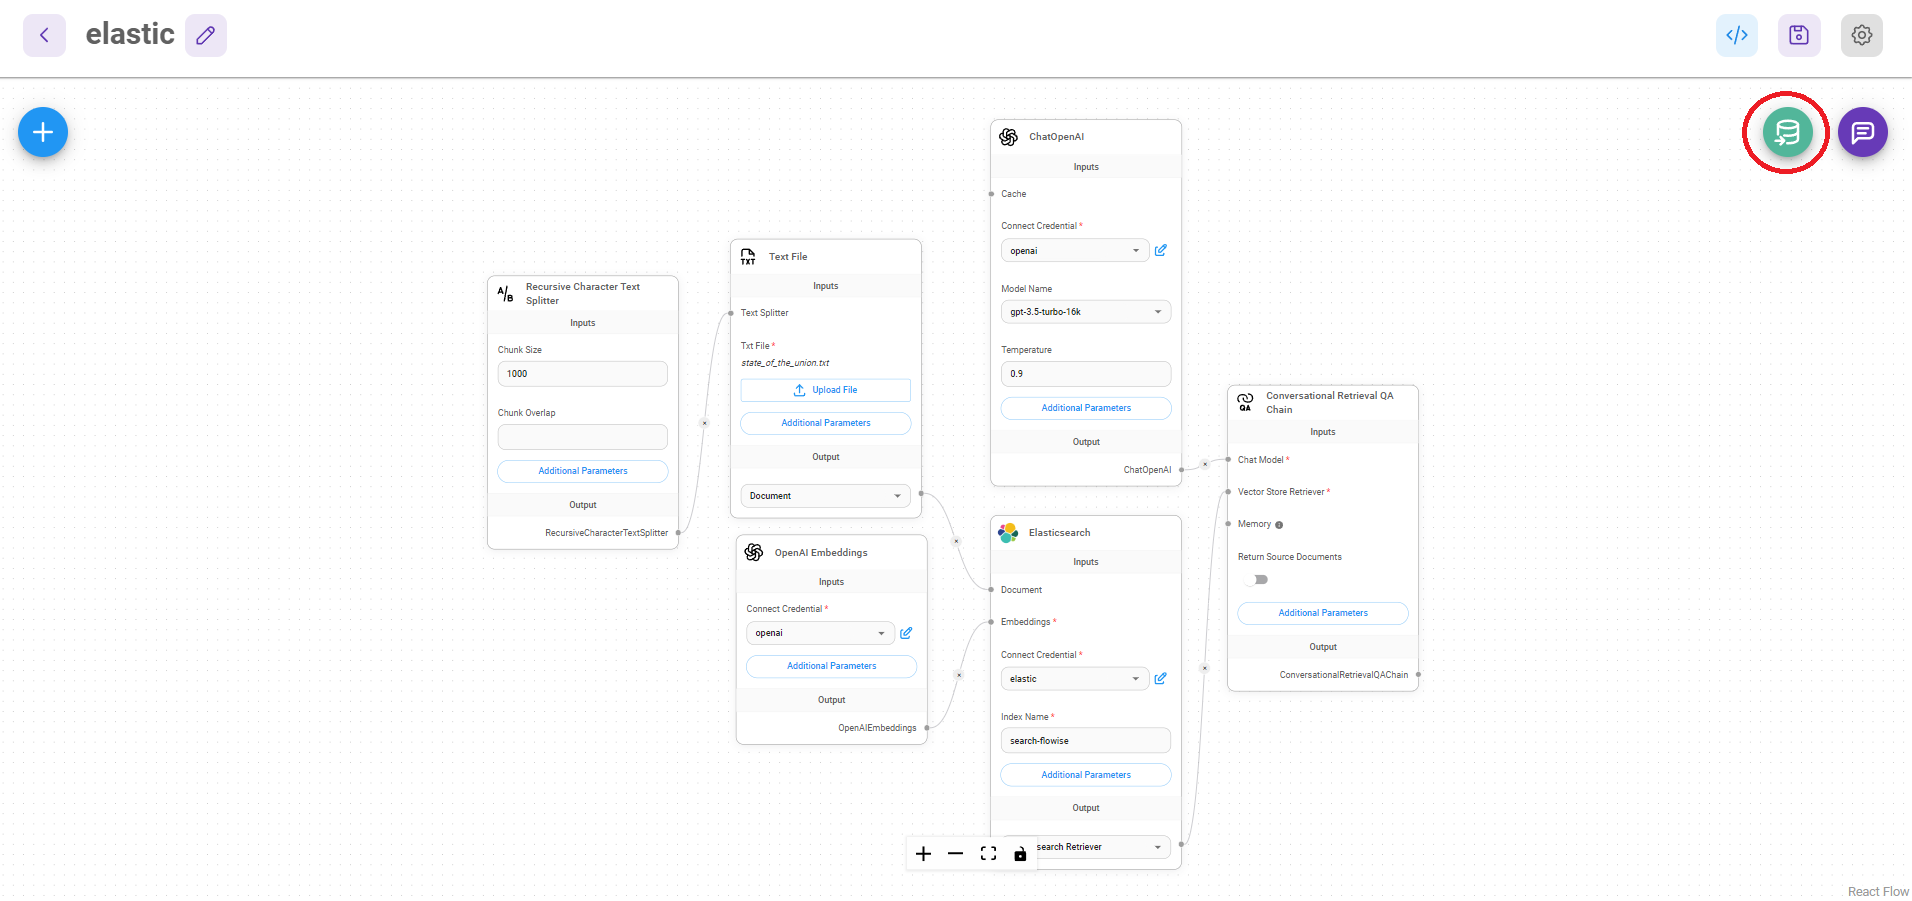 elastic
Recursive Character Text
Splitter
Inputs
Chunk Size
1000
Chunk Overlap
Additional Parameters
Output
RecursiveCharacterTextSplitter
TXT
Text File
Inputs
Text Splitter
Txt File *
state_of_the_union.txt
Upload File
Additional Parameters
Output
Document
OpenAI Embeddings
Inputs
Connect Credential *
openai
Additional Parameters
Output
OpenAIEmbeddings
ChatOpenAI
Inputs
Cache
Connect Credential *
openai
Model Name
gpt-3.5-turbo-16k
Temperature
0.9
Additional Parameters
Output
ChatOpenAI
Elasticsearch
Inputs
Document
Embeddings *
Connect Credential *
elastic
Index Name *
search-flowise
Additional Parameters
Output
search Retriever
QA
Conversational Retrieval QA
Chain
Inputs
Chat Model *
Vector Store Retriever *
Memory
Return Source Documents
Additional Parameters
Output
ConversationalRetrievalQAChain
React Flow